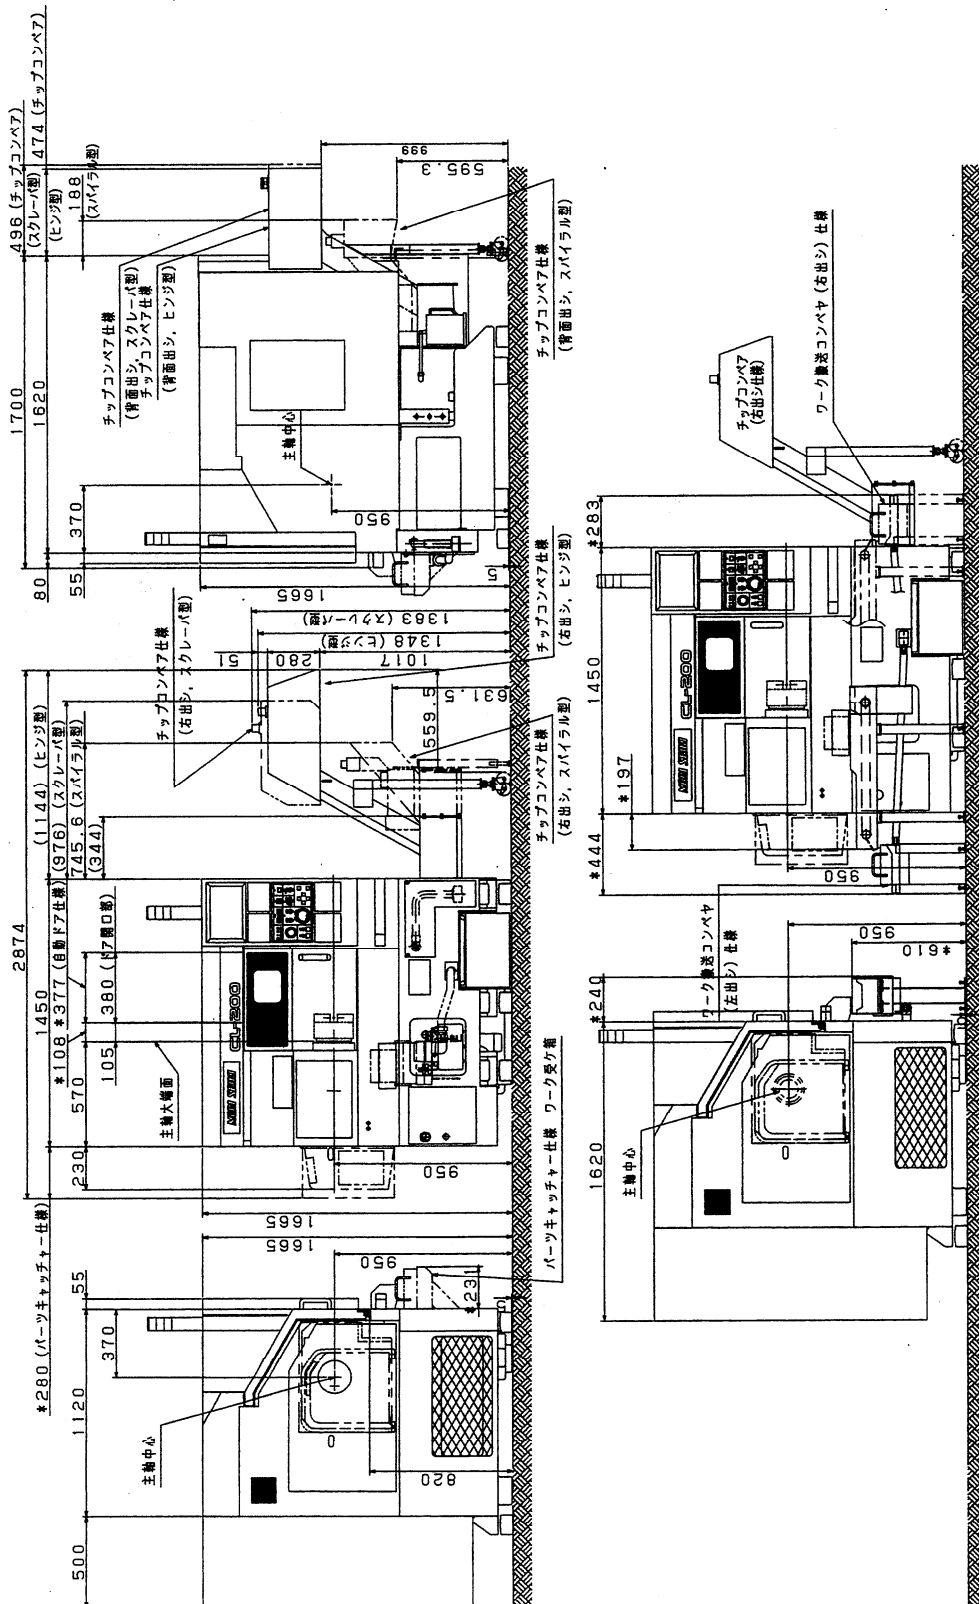 500
1120
370
55
*280 (パーツキャッチャー仕様)
主軸中心
820
950
*231
5
1665
パーツキャッチャー仕様 ワーク受ケ箱
2874
1450
(1144) (ヒンジ型)
*108
*377 (自動ドア仕様)
(976) (スクレーパ型)
745.6 (スパイラル型)
230
570
105
380 (ドア開口部)
(344)
主軸大端面
1665
950
CL-200
MORI SEIKI
チップコンベア仕様
(右出シ, スクレーパ型)
51
280
1017
1348 (ヒンジ型)
1383 (スクレーパ型)
631.5
559.5
チップコンベア仕様
(右出シ, スパイラル型)
チップコンベア仕様
(右出シ, ヒンジ型)
1700
496 (チップコンベア)
(スクレーパ型)
80
1620
474 (チップコンベア)
(ヒンジ型)
55
370
188
(スパイラル型)
チップコンベア仕様
(背面出シ, スクレーパ型)
チップコンベア仕様
(背面出シ, ヒンジ型)
主軸中心
1665
5
950
999
595.3
チップコンベア仕様
(背面出シ, スパイラル型)
1620
*240
主軸中心
950
*610
ワーク搬送コンベヤ
(左出シ) 仕様
*444
1450
*283
*197
950
CL-200
MORI SEIKI
チップコンベア
(右出シ仕様)
ワーク搬送コンベヤ (右出シ) 仕様